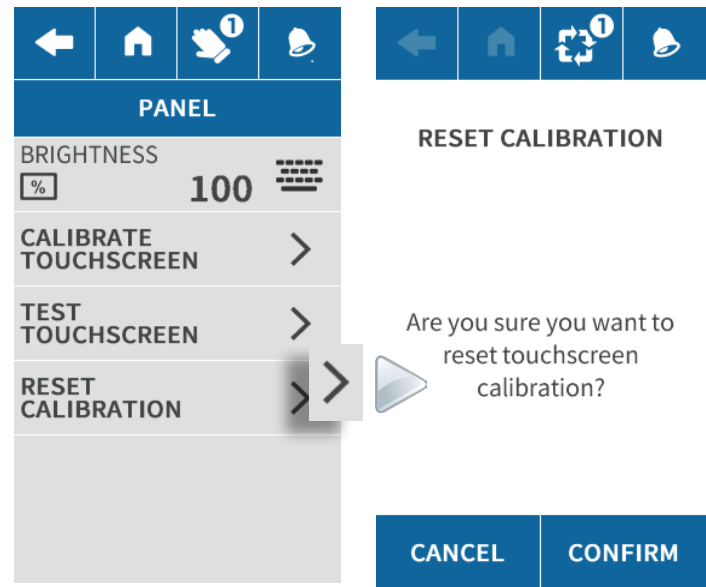 1
PANEL
BRIGHTNESS
%
100
CALIBRATE
TOUCHSCREEN
TEST
TOUCHSCREEN
RESET
CALIBRATION
1
RESET CALIBRATION
Are you sure you want to
reset touchscreen
calibration?
CANCEL
CONFIRM